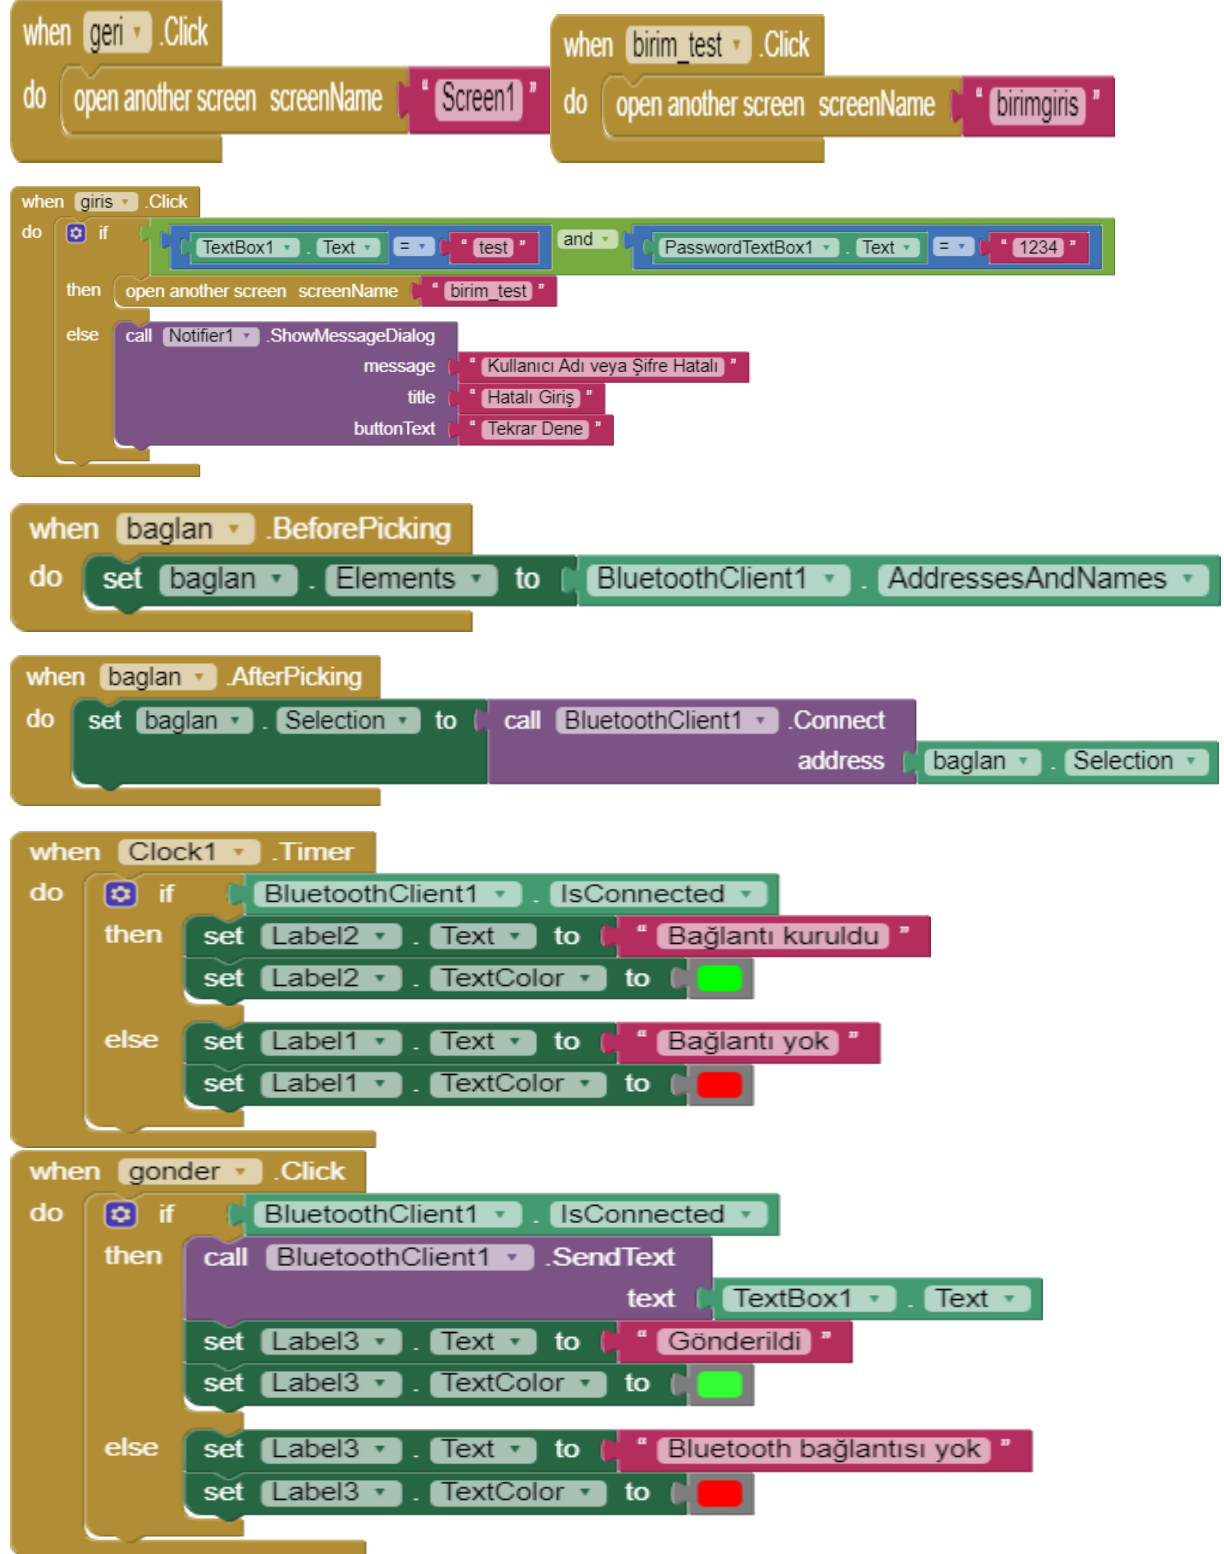 when geri .Click
do open another screen screenName " Screen1 "
when birim_test .Click
do open another screen screenName " birimgiris "
when giris .Click
do if TextBox1 . Text = " test " and PasswordTextBox1 . Text = " 1234 "
then open another screen screenName " birim_test "
else call Notifier1 .ShowMessageDialog
message " Kullanıcı Adı veya Şifre Hatalı "
title " Hatalı Giriş "
buttonText " Tekrar Dene "
when baglan .BeforePicking
do set baglan . Elements to BluetoothClient1 . AddressesAndNames
when baglan .AfterPicking
do set baglan . Selection to call BluetoothClient1 .Connect
address baglan . Selection
when Clock1 .Timer
do if BluetoothClient1 . IsConnected
then set Label2 . Text to " Bağlantı kuruldu "
set Label2 . TextColor to
else set Label1 . Text to " Bağlantı yok "
set Label1 . TextColor to
when gonder .Click
do if BluetoothClient1 . IsConnected
then call BluetoothClient1 .SendText
text TextBox1 . Text
set Label3 . Text to " Gönderildi "
set Label3 . TextColor to
else set Label3 . Text to " Bluetooth bağlantısı yok "
set Label3 . TextColor to